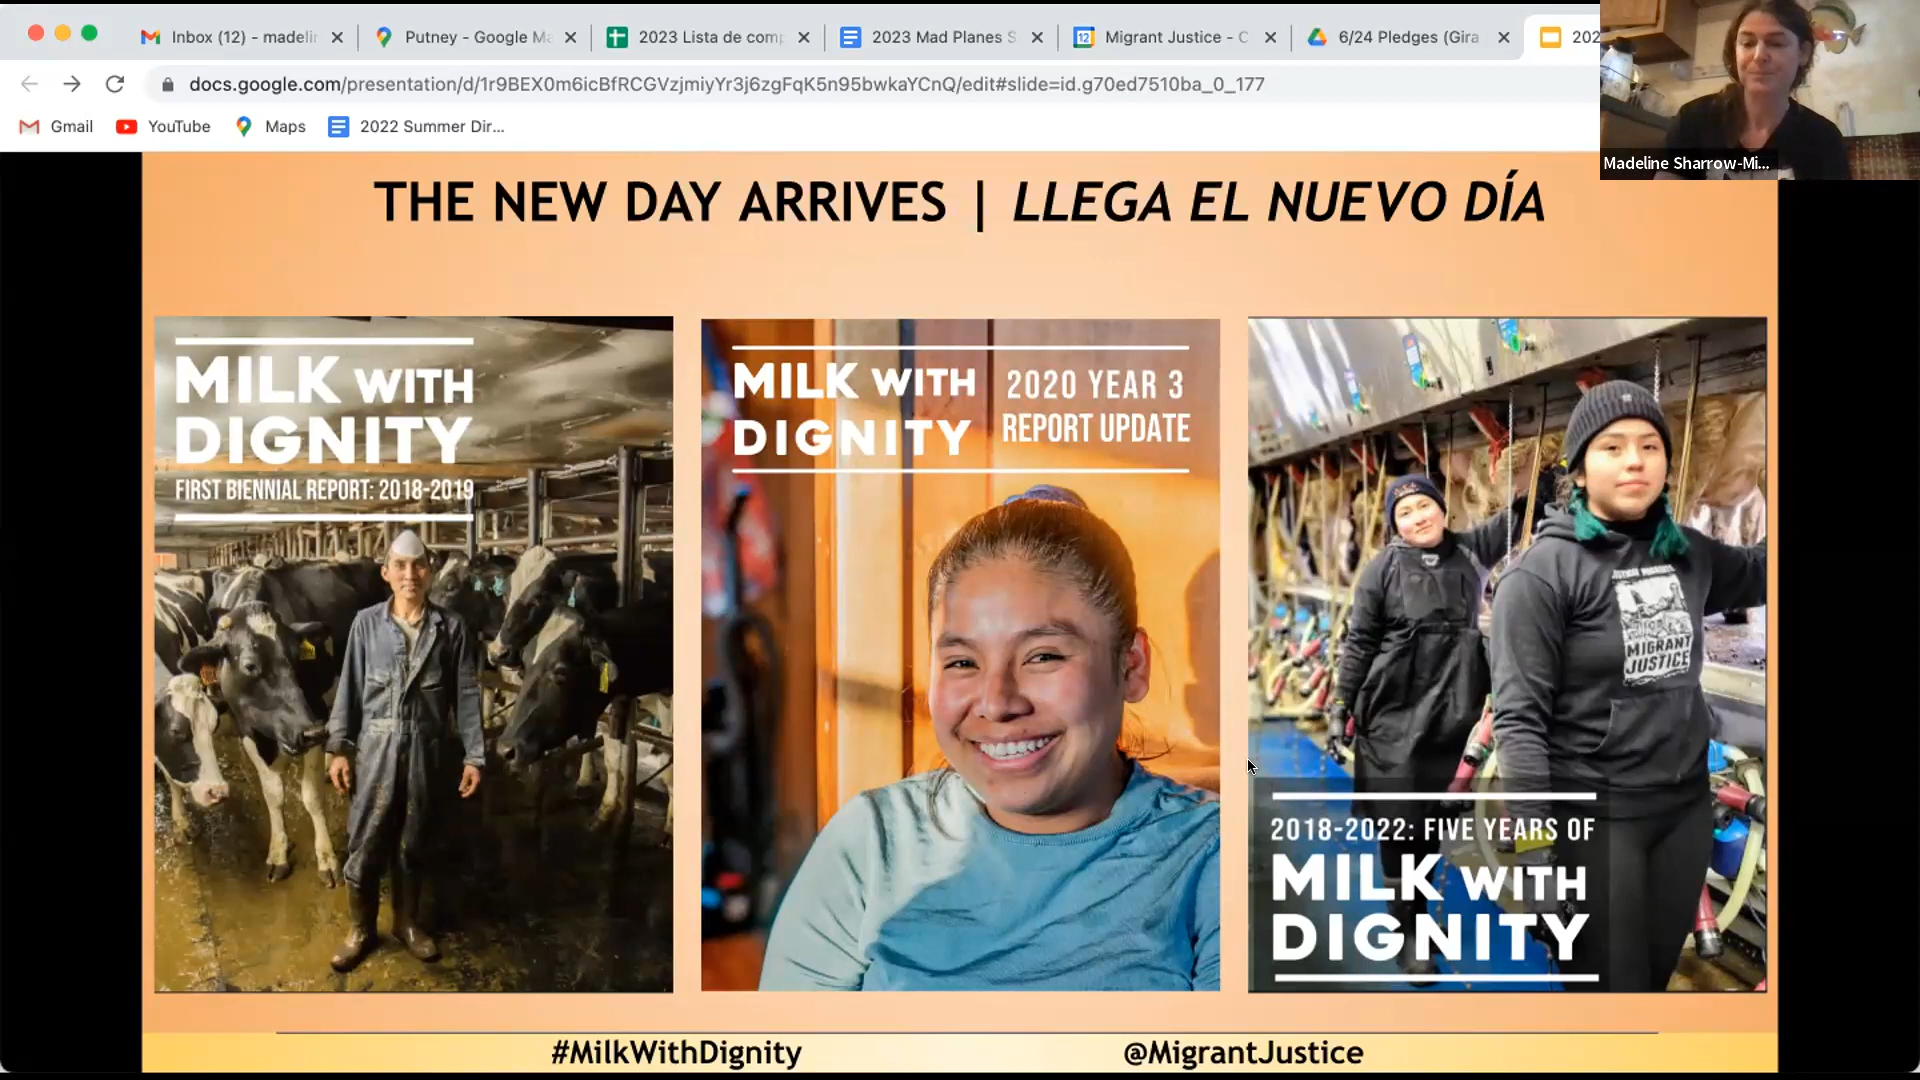 Inbox (12) - madelin
Putney - Google Ma
2023 Lista de com
2023 Mad Planes S
12
Migrant Justice - C
6/24 Pledges (Gira
202
docs.google.com/presentation/d/1r9BEX0m6icBfRCGVzjmiyYr3j6zgFqK5n95bwkaYCnQ/edit#slide=id.g70ed7510ba_0_177
Gmail
YouTube
Maps
2022 Summer Dir...
Madeline Sharrow-Mi...
THE NEW DAY ARRIVES | LLEGA EL NUEVO DÍA
MILK WITH
DIGNITY
FIRST BIENNIAL REPORT: 2018-2019
MILK WITH
DIGNITY
2020 YEAR 3
REPORT UPDATE
MIGRANT
JUSTICE
2018-2022: FIVE YEARS OF
MILK WITH
DIGNITY
#MilkWithDignity
@MigrantJustice